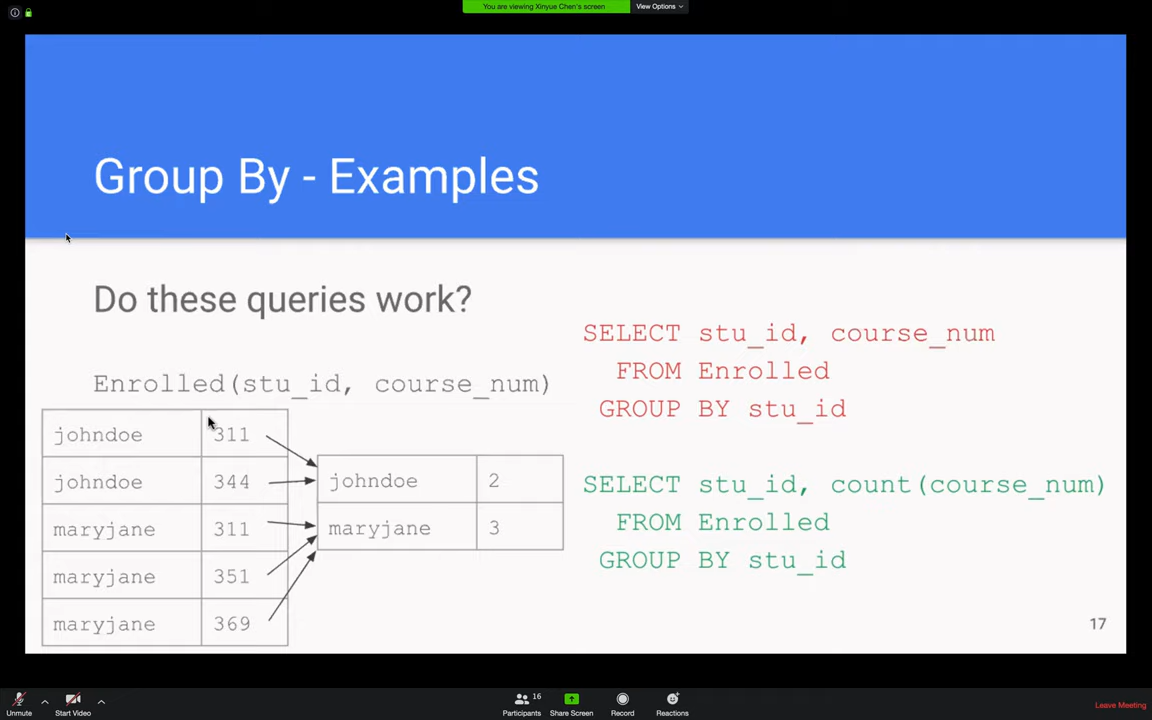 You are viewing Xinyue Chen's screen
View Options
Group By - Examples
Do these queries work?
Enrolled(stu_id, course_num)
johndoe 311
johndoe 344
maryjane 311
maryjane 351
maryjane 369
johndoe 2
maryjane 3
SELECT stu_id, course_num
FROM Enrolled
GROUP BY stu_id
SELECT stu_id, count(course_num)
FROM Enrolled
GROUP BY stu_id
17
Unmute
Start Video
16
Participants
Share Screen
Record
Reactions
Leave Meeting